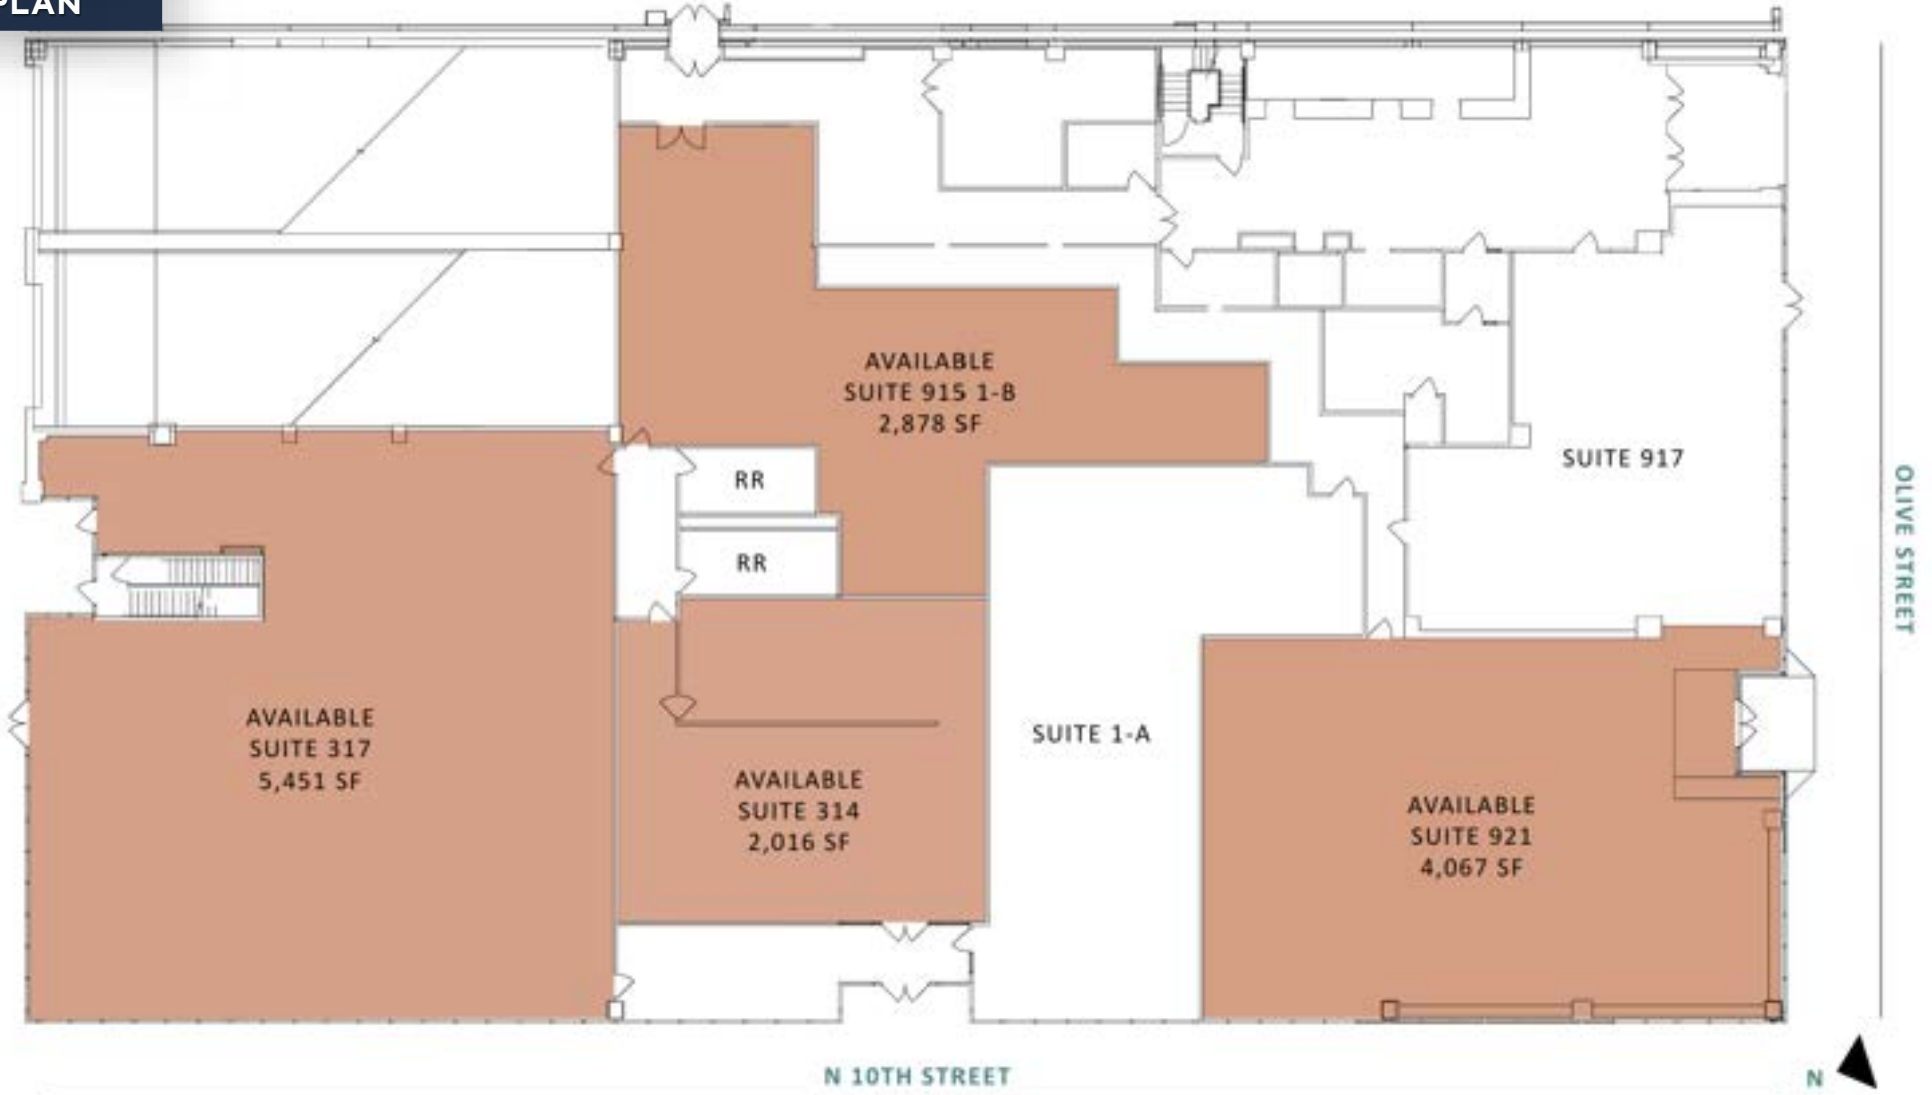 PLAN
AVAILABLE
SUITE 915 1-B
2,878 SF
RR
RR
SUITE 917
OLIVE STREET
AVAILABLE
SUITE 317
5,451 SF
AVAILABLE
SUITE 314
2,016 SF
SUITE 1-A
AVAILABLE
SUITE 921
4,067 SF
N 10TH STREET
N